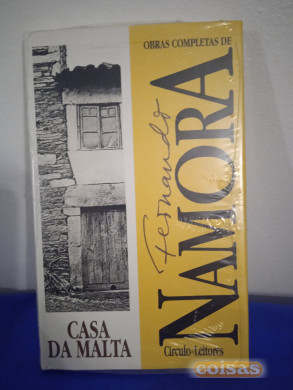 OBRAS COMPLETAS DE
Fernando
NAMORA
CASA
DA MALTA
Círculo de Leitores
coisas